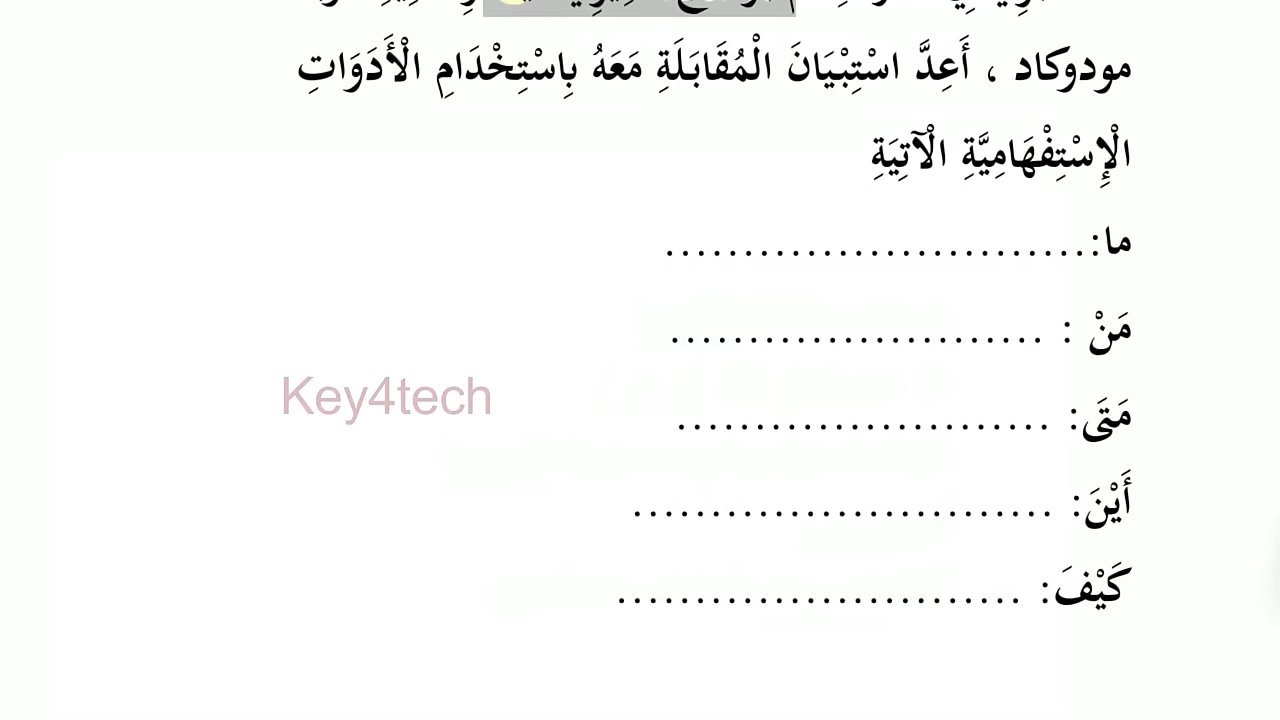 مودوكاد ، أَعِدَّ اسْتِبْيَانَ الْمُقَابَلَةِ مَعَهُ بِاسْتِخْدَامِ الْأَدَوَاتِ
الْإِسْتِفْهَامِيَّةِ الْآتِيَةِ
ما:...........................
مَنْ : ........................
مَتَى: ........................
Key4tech
أَيْنَ: ...........................
كَيْفَ: ..........................